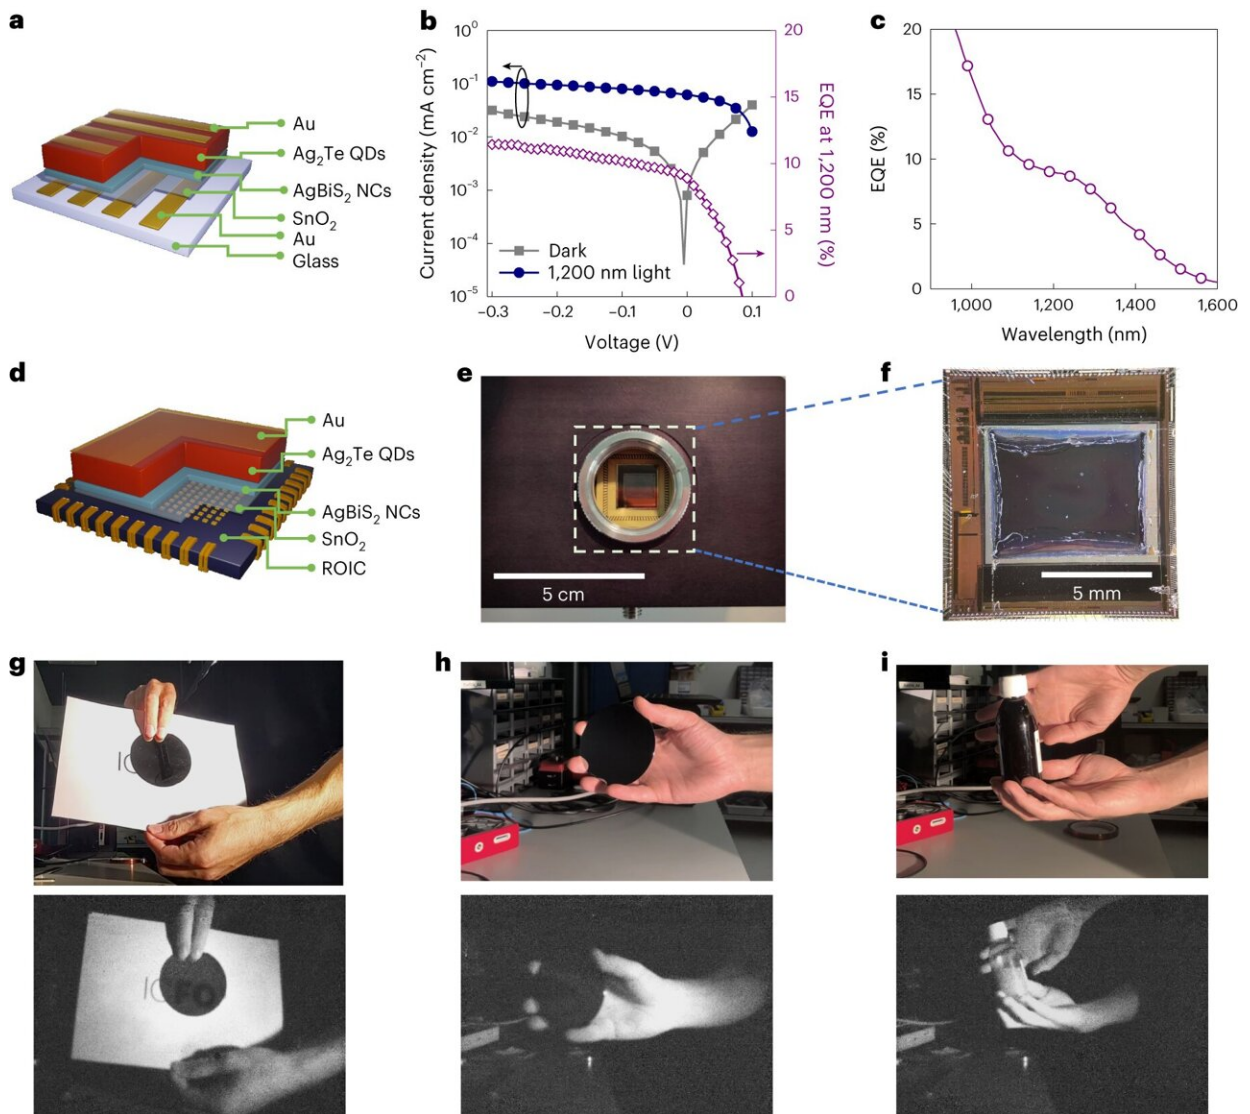 a
Au
Ag₂Te QDs
AgBiS₂ NCs
SnO₂
Au
Glass
b
Current density (mA cm⁻²)
10⁰
10⁻¹
10⁻²
10⁻³
10⁻⁴
10⁻⁵
Dark
1,200 nm light
−0.3
−0.2
−0.1
0
0.1
Voltage (V)
20
15
10
5
0
EQE at 1,200 nm (%)
c
EQE (%)
20
15
10
5
0
1,000
1,200
1,400
1,600
Wavelength (nm)
d
Au
Ag₂Te QDs
AgBiS₂ NCs
SnO₂
ROIC
e
5 cm
f
5 mm
g
IC
ICFO
h
i